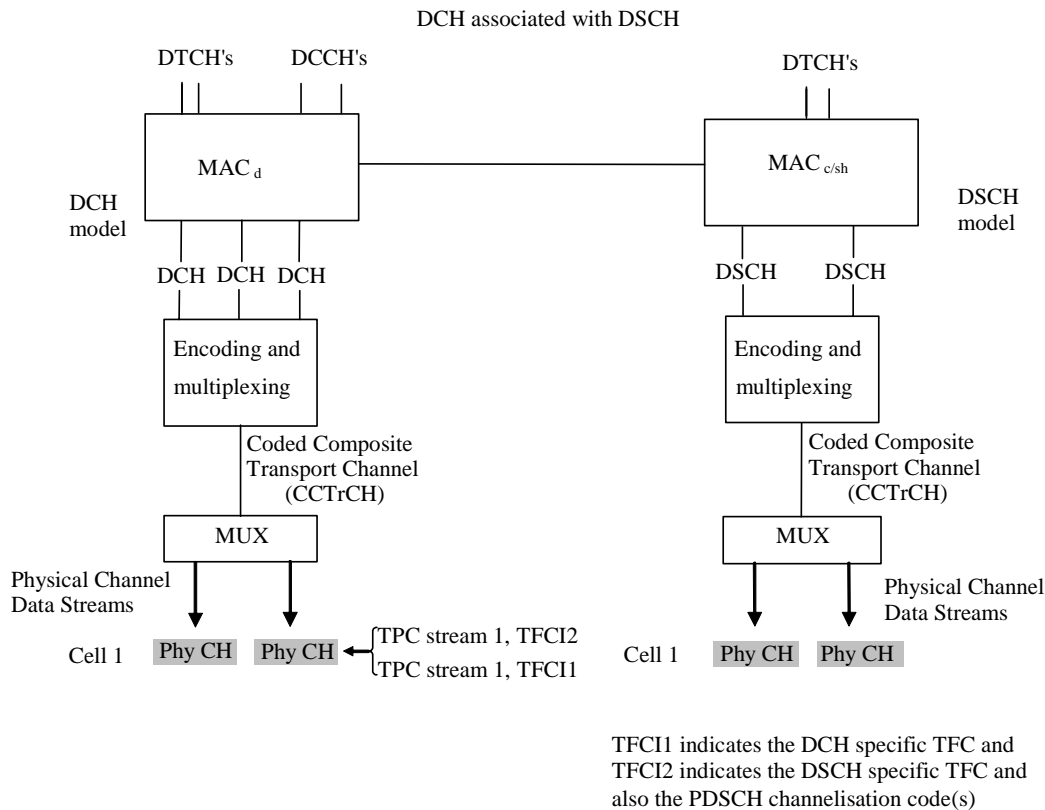 DCH associated with DSCH
DTCH's
DCCH's
DTCH's
MAC d
MAC c/sh
DCH
model
DSCH
model
DCH
DCH
DCH
DSCH
DSCH
Encoding and
multiplexing
Encoding and
multiplexing
Coded Composite
Transport Channel
(CCTrCH)
Coded Composite
Transport Channel
(CCTrCH)
MUX
MUX
Physical Channel
Data Streams
Physical Channel
Data Streams
Cell 1
Phy CH
Phy CH
TPC stream 1, TFCI2
TPC stream 1, TFCI1
Cell 1
Phy CH
Phy CH
TFCI1 indicates the DCH specific TFC and
TFCI2 indicates the DSCH specific TFC and
also the PDSCH channelisation code(s)